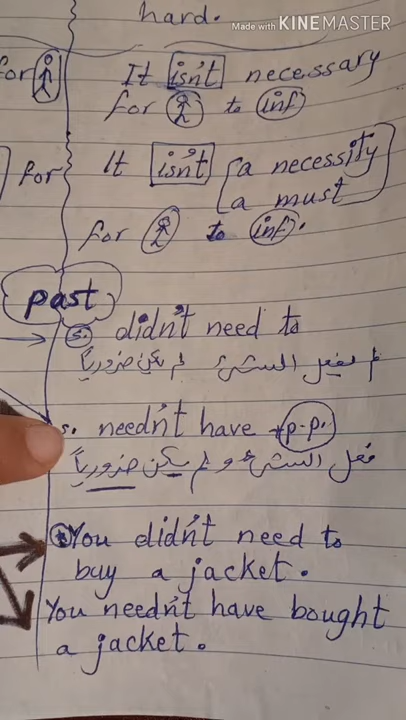 Made with KINEMASTER
hard.
for
It isn't necessary
for to inf
for
It isn't a necessity
a must
for to inf.
past
s. didn't need to
لم يفعل الشئ لم يكن ضرورياً
s. needn't have + p.p.
فعل الشئ و لم يكن ضرورياً
You didn't need to
buy a jacket.
You needn't have bought
a jacket.